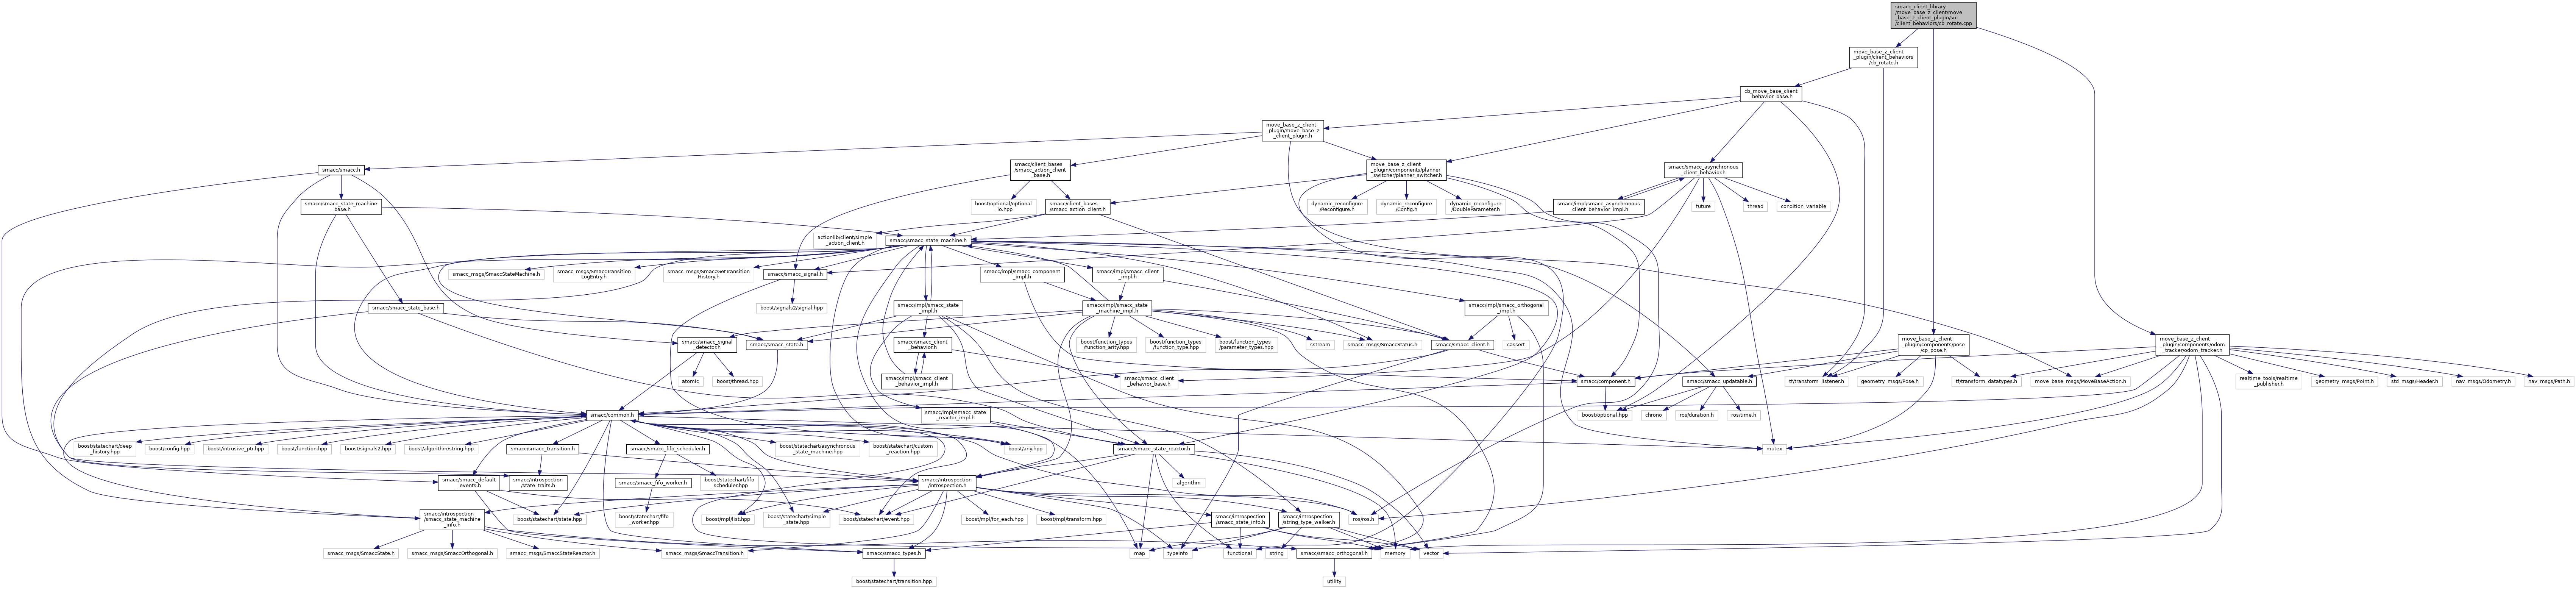 smacc_client_library
/move_base_z_client/move
_base_z_client_plugin/src
/client_behaviors/cb_rotate.cpp
move_base_z_client
_plugin/client_behaviors
/cb_rotate.h
cb_move_base_client
_behavior_base.h
move_base_z_client
_plugin/move_base_z
_client_plugin.h
smacc/smacc.h
smacc/client_bases
/smacc_action_client
_base.h
move_base_z_client
_plugin/components/planner
_switcher/planner_switcher.h
smacc/smacc_asynchronous
_client_behavior.h
smacc/smacc_state_machine
_base.h
boost/optional/optional
_io.hpp
smacc/client_bases
/smacc_action_client.h
dynamic_reconfigure
/Reconfigure.h
dynamic_reconfigure
/Config.h
dynamic_reconfigure
/DoubleParameter.h
smacc/impl/smacc_asynchronous
_client_behavior_impl.h
future
thread
condition_variable
actionlib/client/simple
_action_client.h
smacc/smacc_state_machine.h
smacc_msgs/SmaccStateMachine.h
smacc_msgs/SmaccTransition
LogEntry.h
smacc_msgs/SmaccGetTransition
History.h
smacc/smacc_signal.h
smacc/impl/smacc_component
_impl.h
smacc/impl/smacc_client
_impl.h
smacc/smacc_state_base.h
boost/signals2/signal.hpp
smacc/impl/smacc_state
_impl.h
smacc/impl/smacc_state
_machine_impl.h
smacc/impl/smacc_orthogonal
_impl.h
smacc/smacc_signal
_detector.h
smacc/smacc_state.h
smacc/smacc_client
_behavior.h
boost/function_types
/function_arity.hpp
boost/function_types
/function_type.hpp
boost/function_types
/parameter_types.hpp
sstream
smacc_msgs/SmaccStatus.h
smacc/smacc_client.h
cassert
move_base_z_client
_plugin/components/pose
/cp_pose.h
move_base_z_client
_plugin/components/odom
_tracker/odom_tracker.h
atomic
boost/thread.hpp
smacc/impl/smacc_client
_behavior_impl.h
smacc/smacc_client
_behavior_base.h
smacc/component.h
smacc/smacc_updatable.h
tf/transform_listener.h
geometry_msgs/Pose.h
tf/transform_datatypes.h
move_base_msgs/MoveBaseAction.h
realtime_tools/realtime
_publisher.h
geometry_msgs/Point.h
std_msgs/Header.h
nav_msgs/Odometry.h
nav_msgs/Path.h
smacc/common.h
smacc/impl/smacc_state
_reactor_impl.h
boost/optional.hpp
chrono
ros/duration.h
ros/time.h
boost/statechart/deep
_history.hpp
boost/config.hpp
boost/intrusive_ptr.hpp
boost/function.hpp
boost/signals2.hpp
boost/algorithm/string.hpp
smacc/smacc_transition.h
smacc/smacc_fifo_scheduler.h
boost/statechart/asynchronous
_state_machine.hpp
boost/statechart/custom
_reaction.hpp
boost/any.hpp
smacc/smacc_state_reactor.h
mutex
smacc/smacc_default
_events.h
smacc/introspection
/state_traits.h
smacc/smacc_fifo_worker.h
boost/statechart/fifo
_scheduler.hpp
smacc/introspection
/introspection.h
algorithm
smacc/introspection
/smacc_state_machine
_info.h
boost/statechart/state.hpp
boost/statechart/fifo
_worker.hpp
boost/mpl/list.hpp
boost/statechart/simple
_state.hpp
boost/statechart/event.hpp
boost/mpl/for_each.hpp
boost/mpl/transform.hpp
smacc/introspection
/smacc_state_info.h
smacc/introspection
/string_type_walker.h
ros/ros.h
smacc_msgs/SmaccState.h
smacc_msgs/SmaccOrthogonal.h
smacc_msgs/SmaccStateReactor.h
smacc_msgs/SmaccTransition.h
smacc/smacc_types.h
map
typeinfo
functional
string
smacc/smacc_orthogonal.h
memory
vector
boost/statechart/transition.hpp
utility